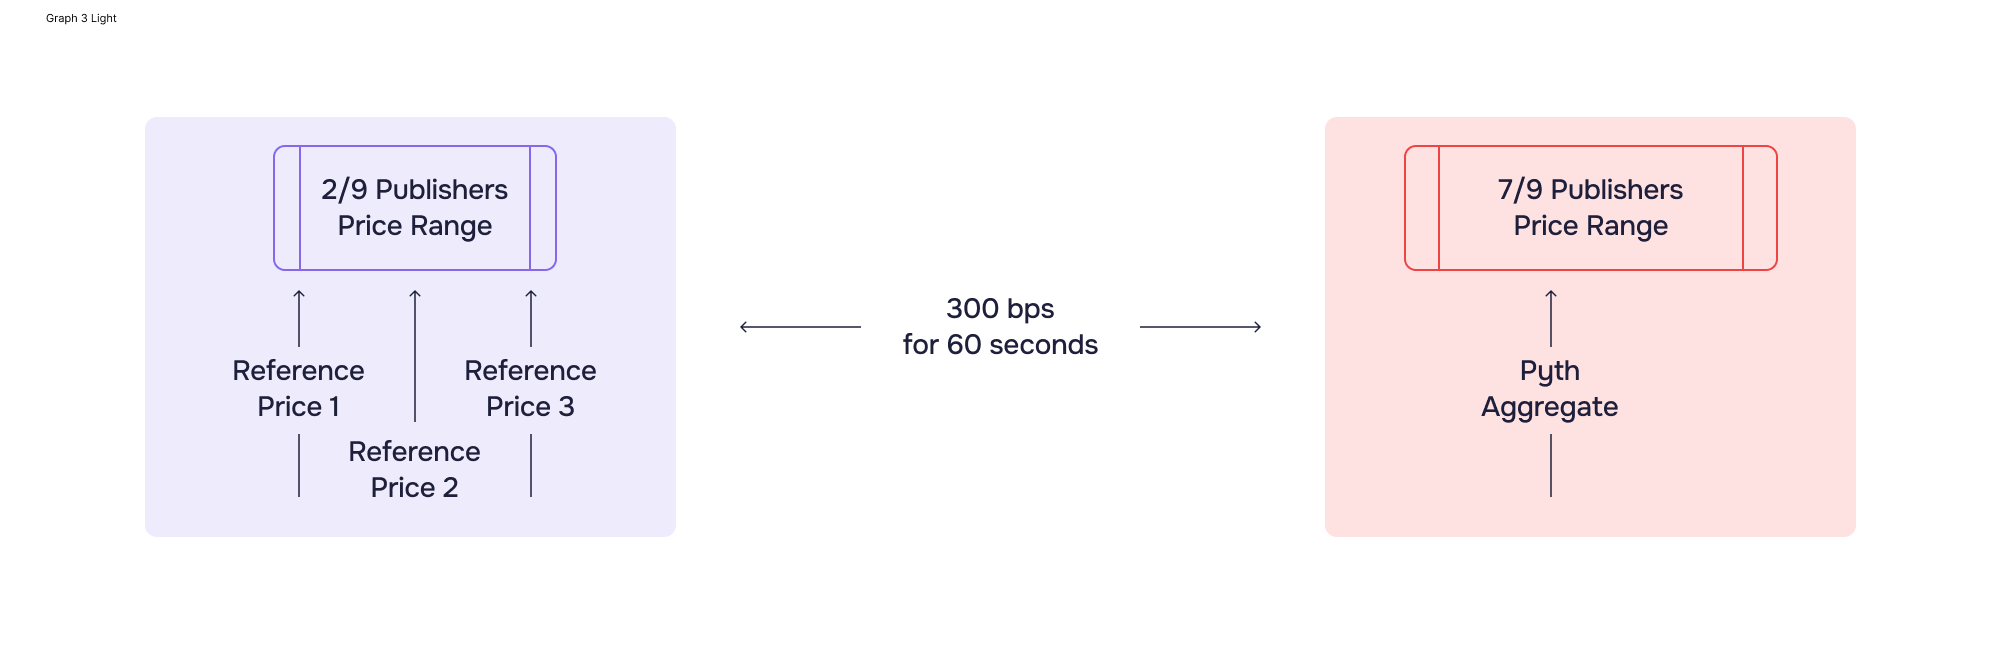 Graph 3 Light
2/9 Publishers
Price Range
Reference
Price 1
Reference
Price 2
Reference
Price 3
300 bps
for 60 seconds
7/9 Publishers
Price Range
Pyth
Aggregate